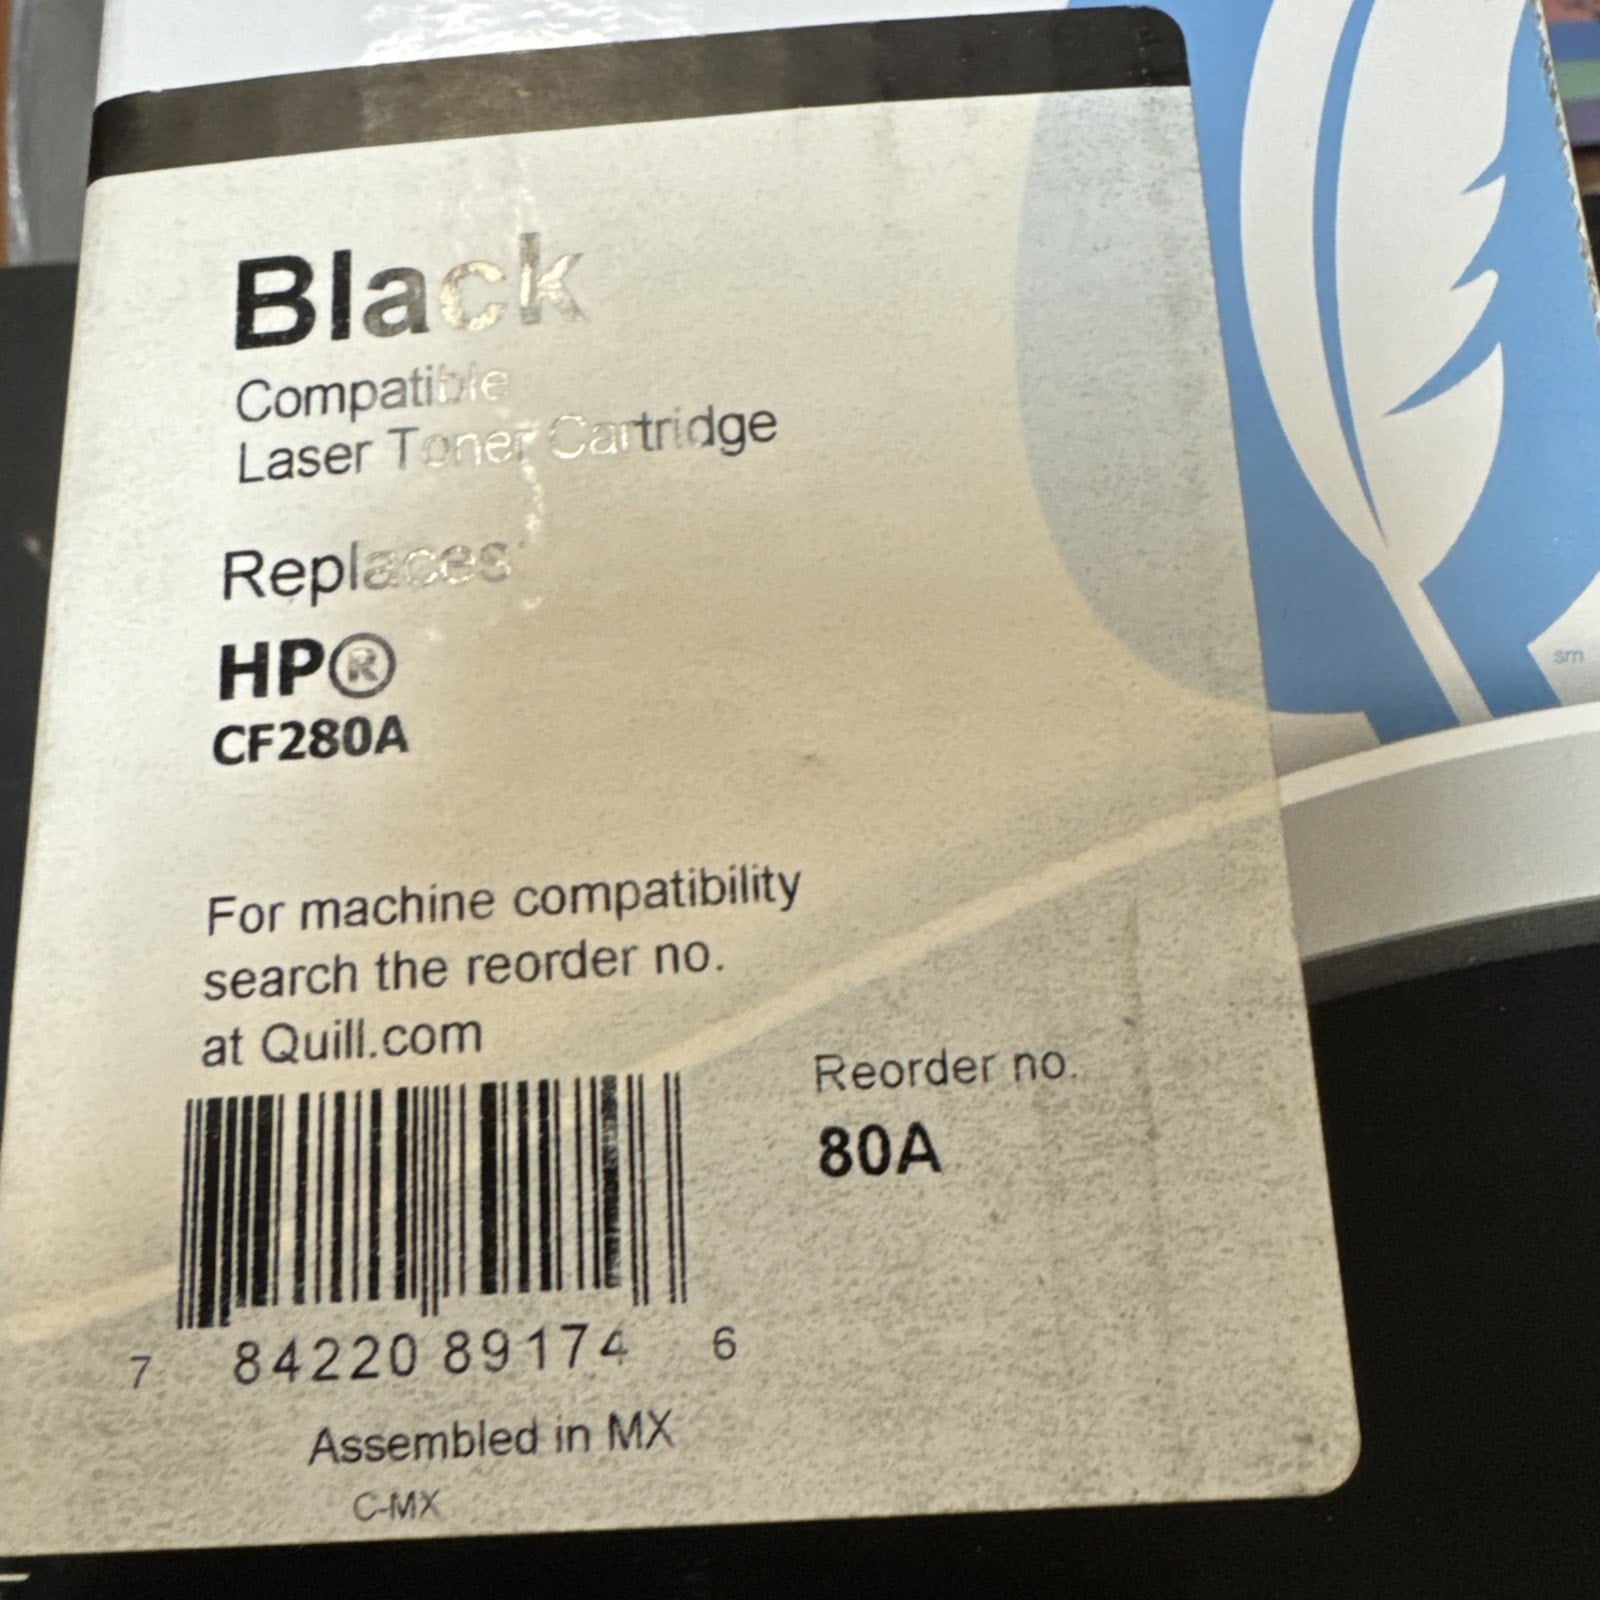 Black
Compatible
Laser Toner Cartridge
Replaces
HP®
CF280A
For machine compatibility
search the reorder no.
at Quill.com
Reorder no.
80A
7 84220 89174 6
Assembled in MX
C-MX
sm